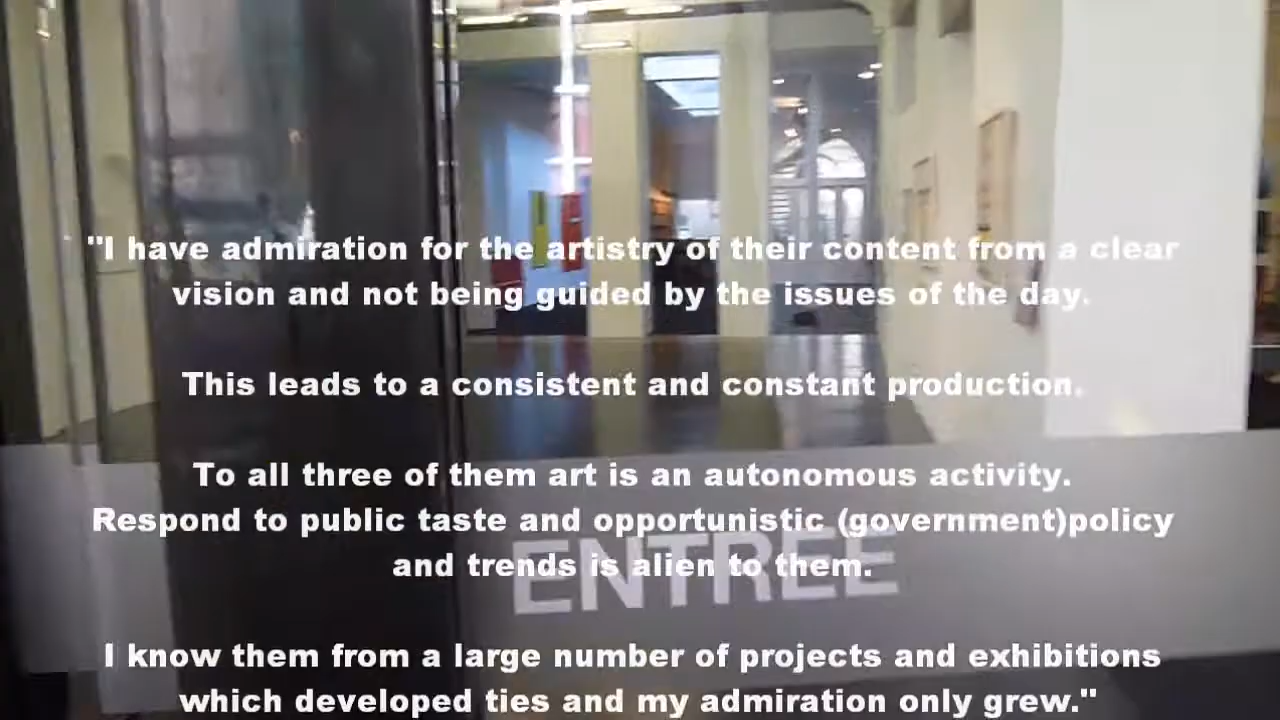 "I have admiration for the artistry of their content from a clear
vision and not being guided by the issues of the day.
This leads to a consistent and constant production.
To all three of them art is an autonomous activity.
Respond to public taste and opportunistic (government)policy
and trends is alien to them.
ENTREE
I know them from a large number of projects and exhibitions
which developed ties and my admiration only grew."